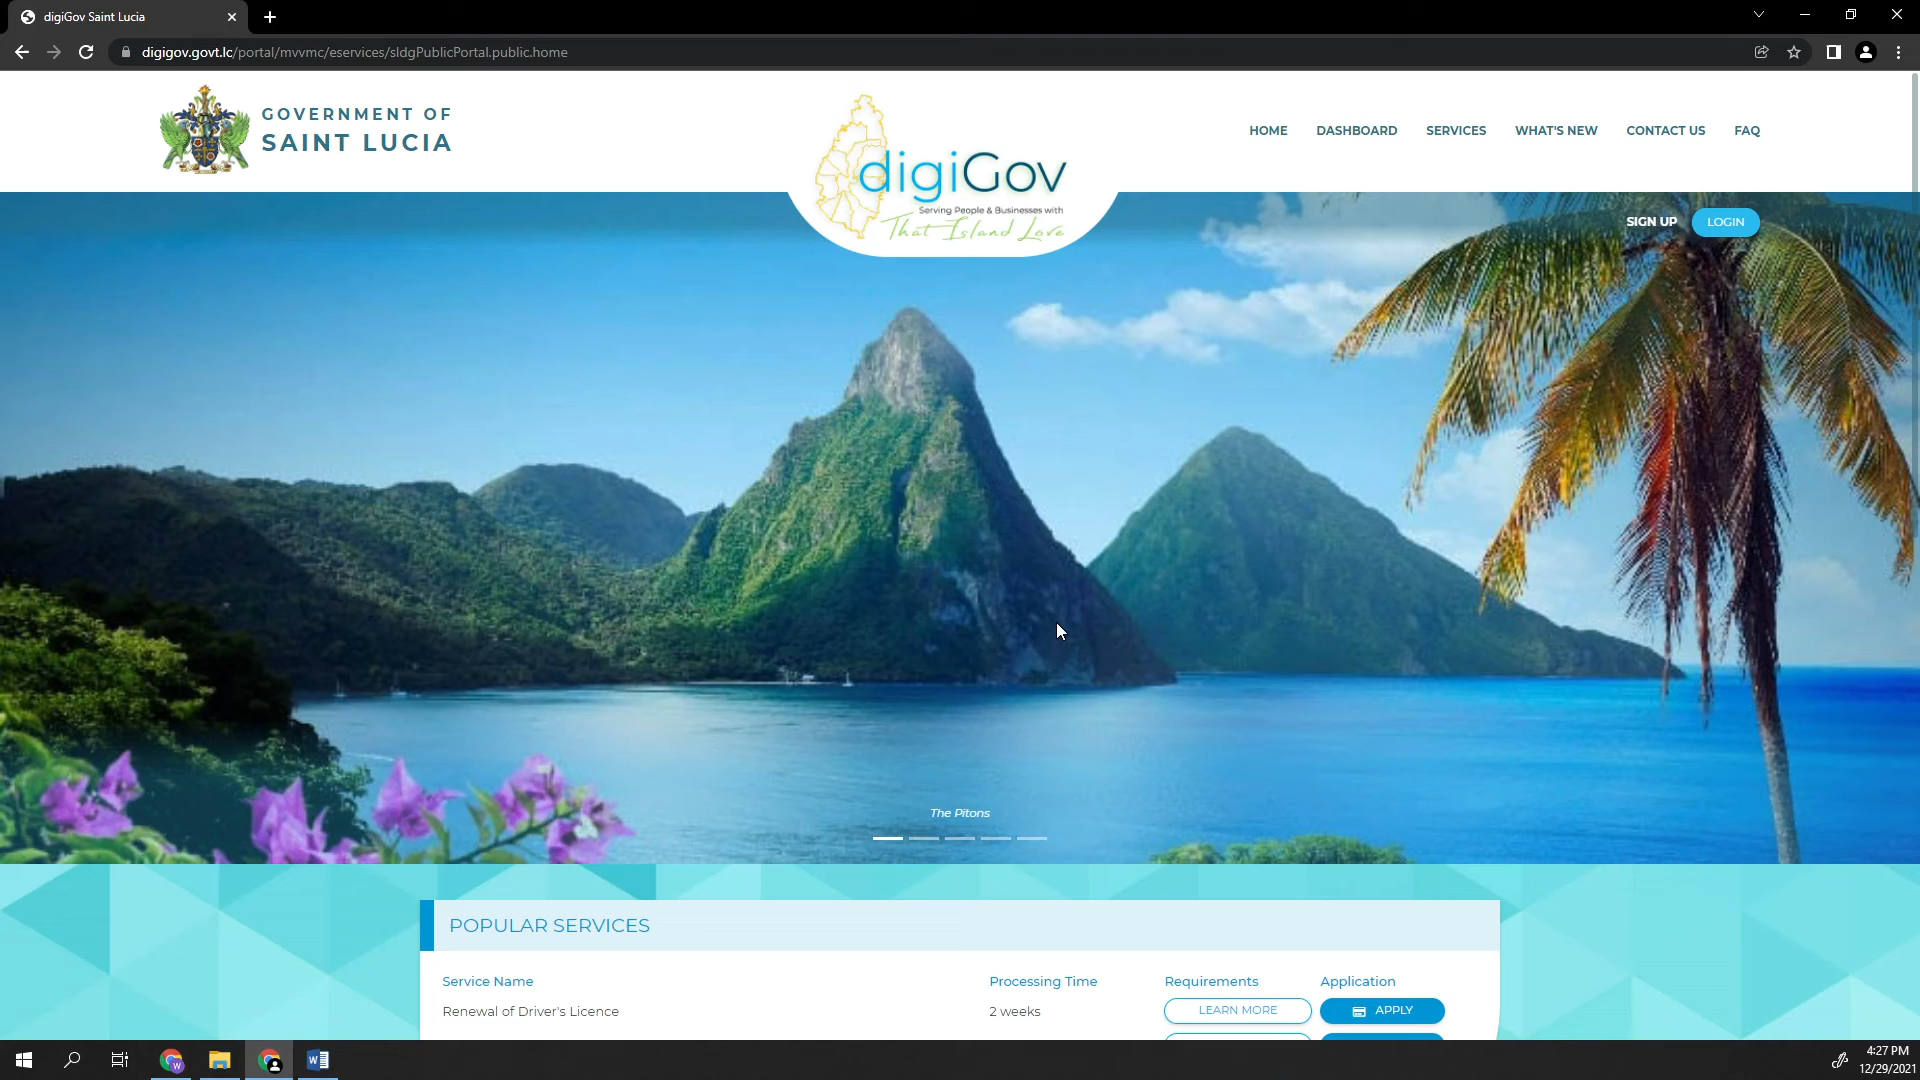 digiGov Saint Lucia
digigov.govt.lc/portal/mvvmc/eservices/sldgPublicPortal.public.home
GOVERNMENT OF
SAINT LUCIA
digiGov
Serving People & Businesses with
That Island Love
HOME DASHBOARD SERVICES WHAT'S NEW CONTACT US FAQ
SIGN UP LOGIN
The Pitons
POPULAR SERVICES
Service Name Processing Time Requirements Application
Renewal of Driver's Licence 2 weeks LEARN MORE APPLY
W
W
4:27 PM
12/29/2021